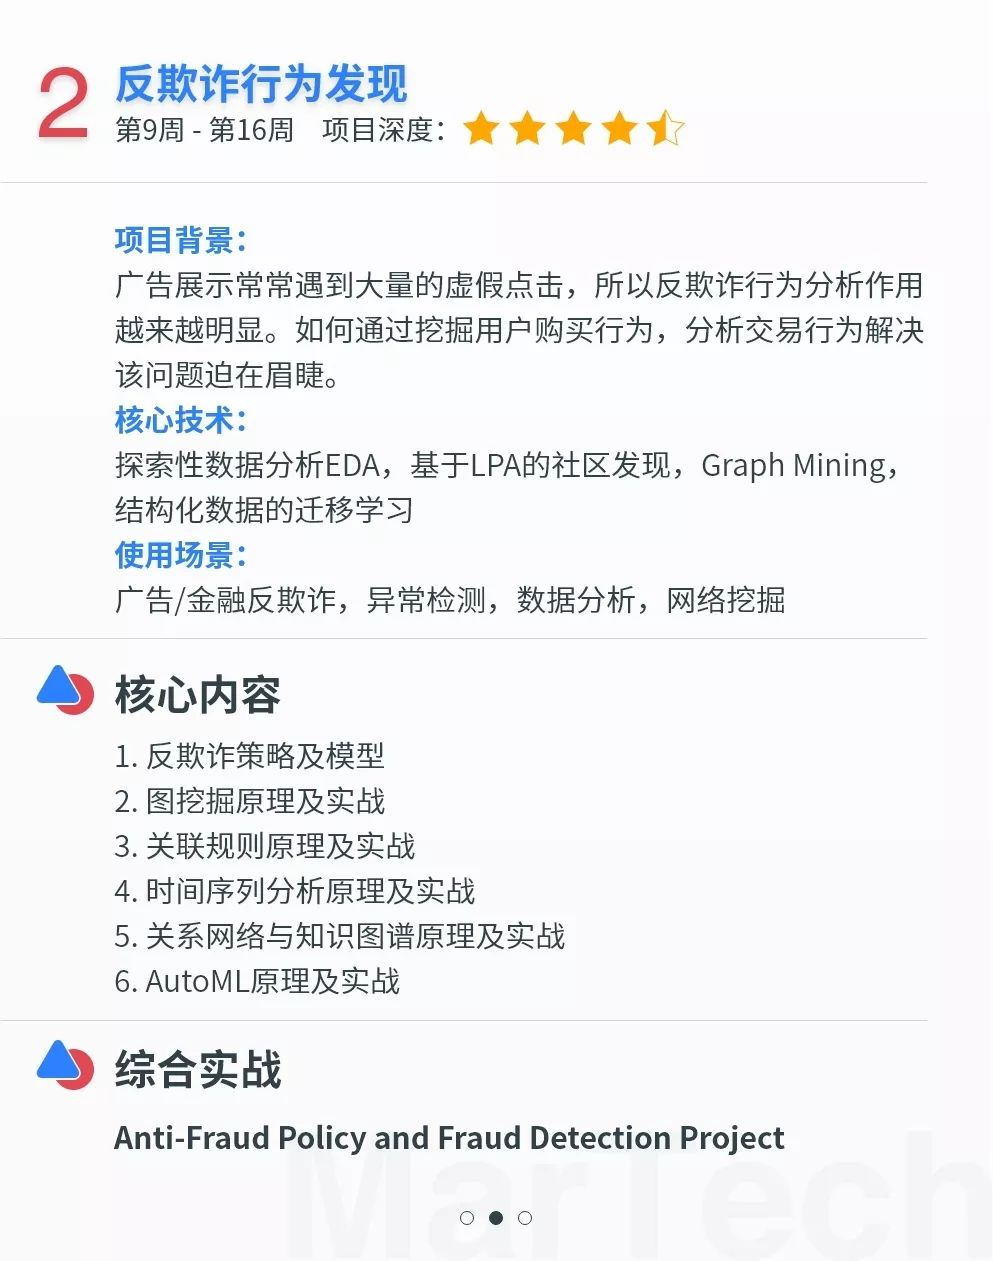 2
反欺诈行为发现
第9周 - 第16周 项目深度：
项目背景：
广告展示常常遇到大量的虚假点击，所以反欺诈行为分析作用
越来越明显。如何通过挖掘用户购买行为，分析交易行为解决
该问题迫在眉睫。
核心技术：
探索性数据分析EDA，基于LPA的社区发现，Graph Mining，
结构化数据的迁移学习
使用场景：
广告/金融反欺诈，异常检测，数据分析，网络挖掘
核心内容
1. 反欺诈策略及模型
2. 图挖掘原理及实战
3. 关联规则原理及实战
4. 时间序列分析原理及实战
5. 关系网络与知识图谱原理及实战
6. AutoML原理及实战
综合实战
Anti-Fraud Policy and Fraud Detection Project
MarTech